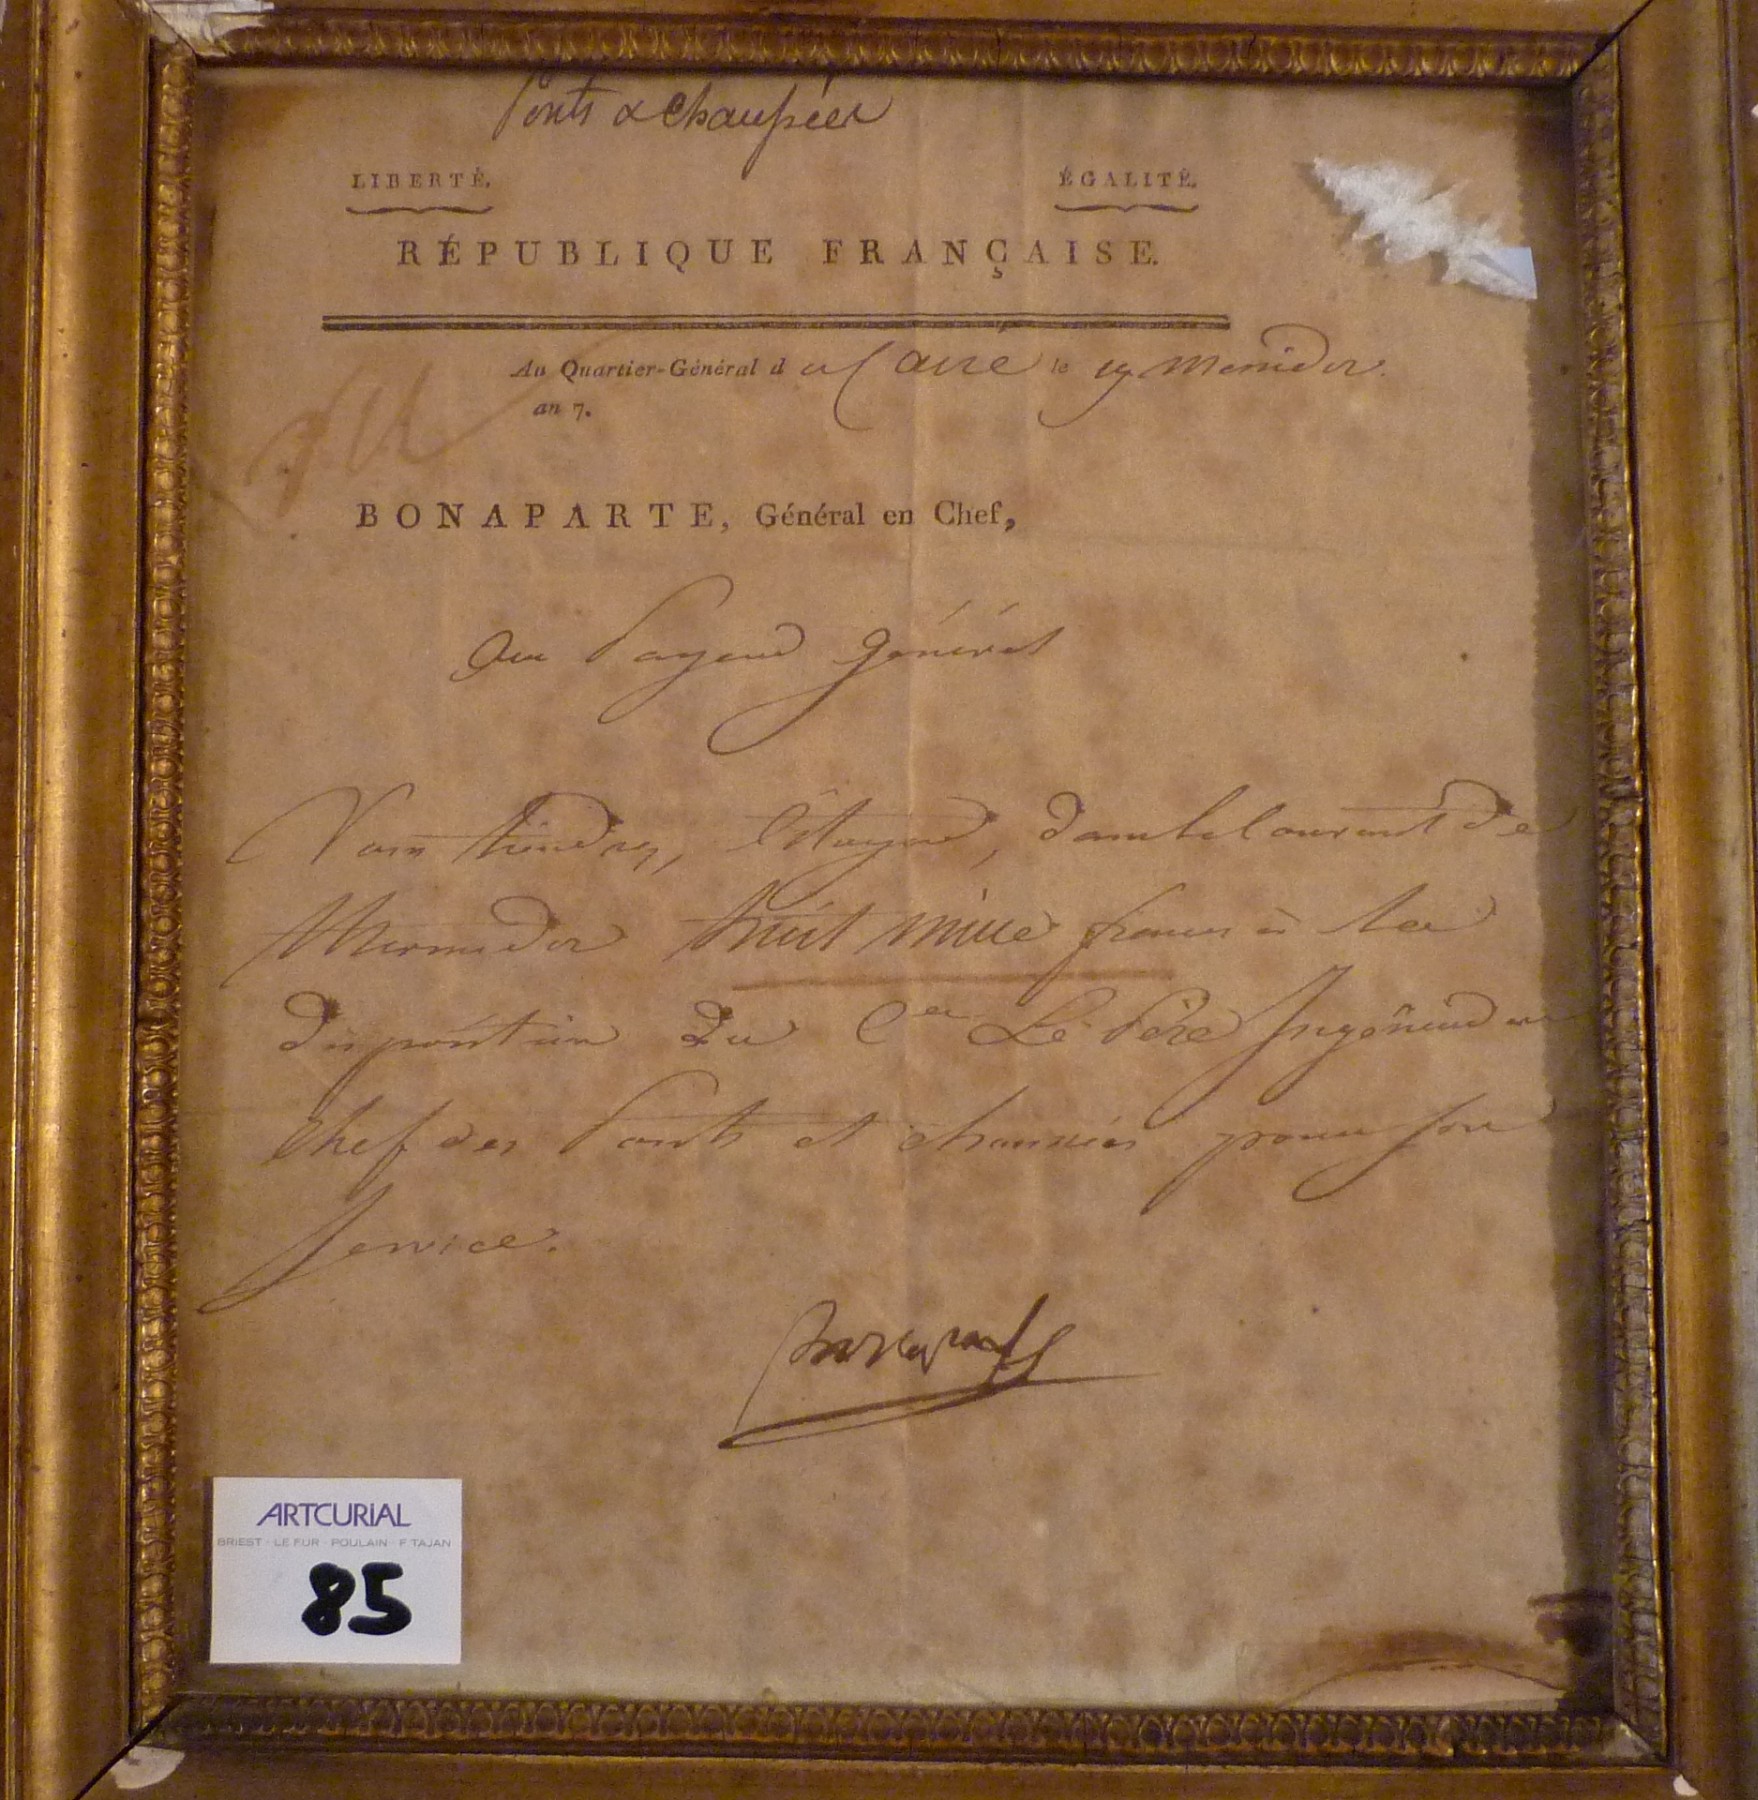 Ponts & chaussées
LIBERTÉ. ÉGALITÉ.
RÉPUBLIQUE FRANÇAISE.
Au Quartier-Général d u Caire le 19 Messidor
an 7.
BONAPARTE, Général en Chef,
Au Payeur général
Vous tiendrez, Citoyen, dans le courant de
Thermidor huit mille francs à la
disposition du Cen Le Père Ingénieur en
chef des Ponts et chaussées pour son
service.
Bonaparte
ARTCURIAL
BRIEST - LE FUR - POULAIN - F TAJAN
85